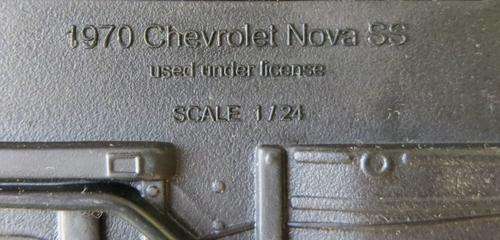 1970 Chevrolet Nova SS
used under license
SCALE 1/24